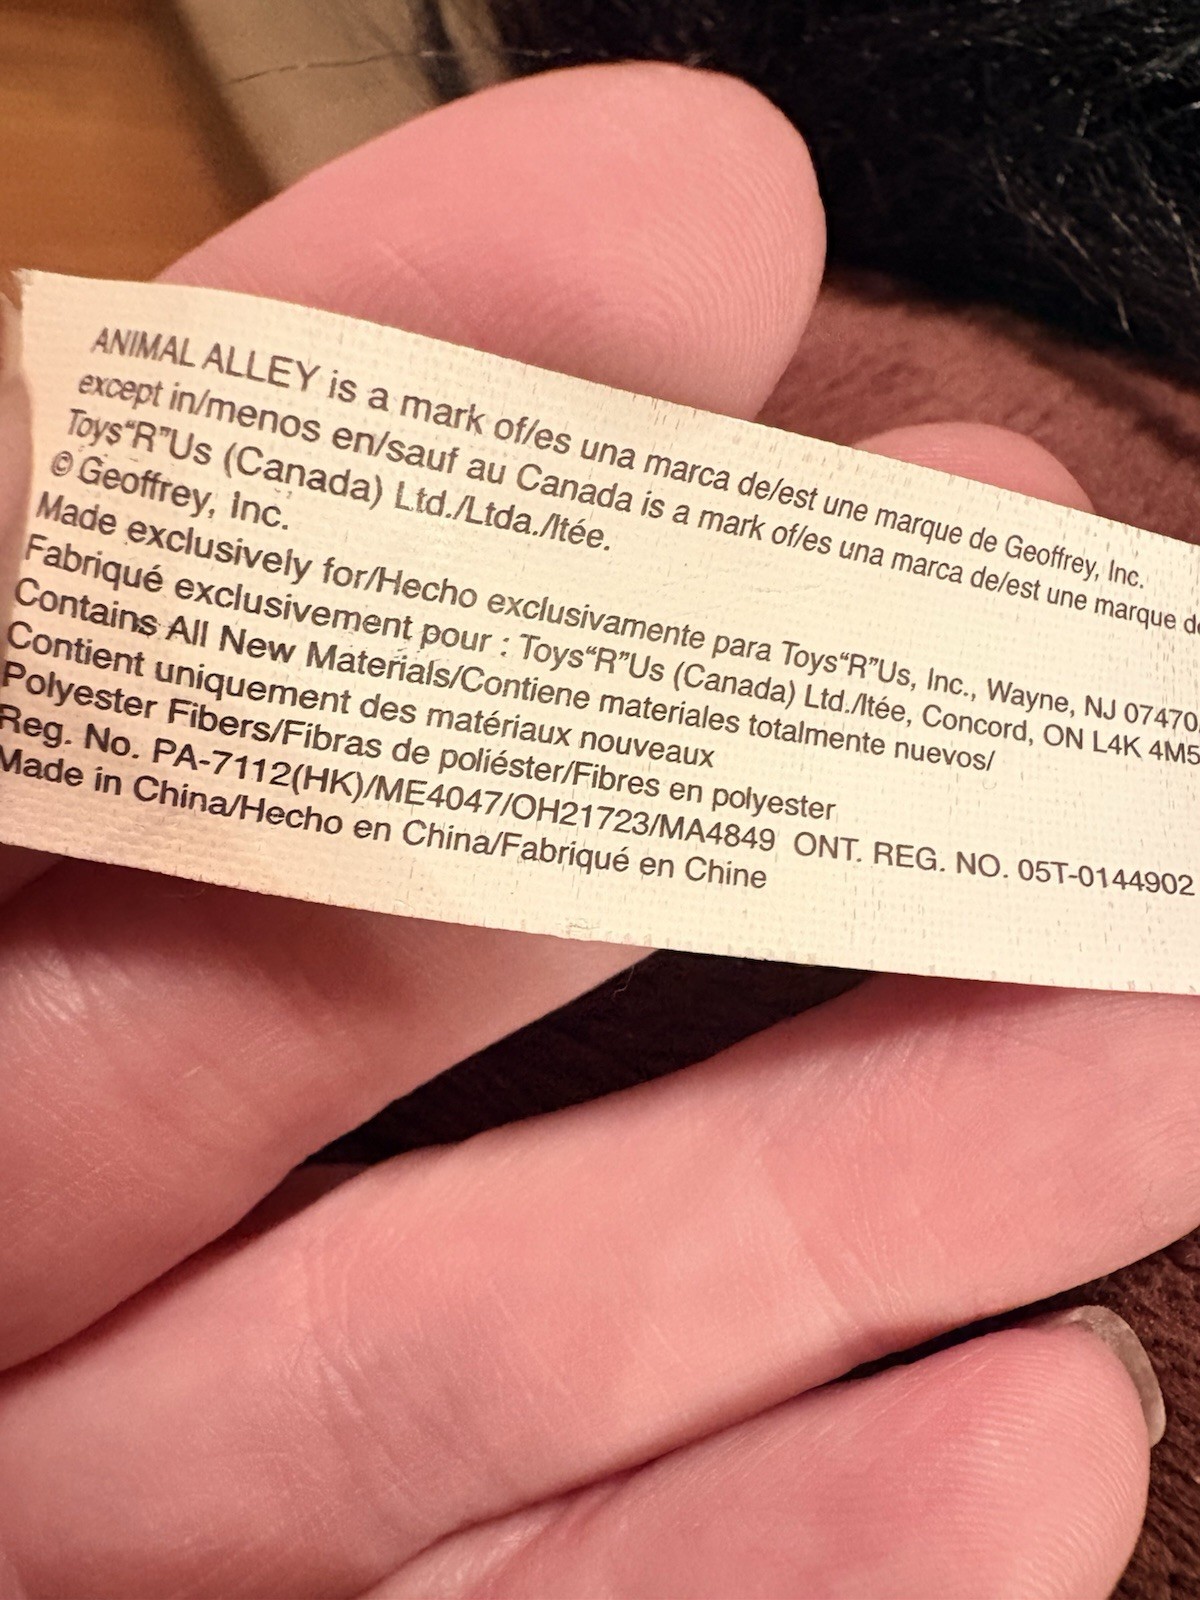 ANIMAL ALLEY is a mark of/es una marca de/est une marque de Geoffrey, Inc.
except in/menos en/sauf au Canada is a mark of/es una marca de/est une marque
Toys“R”Us (Canada) Ltd./Ltda./ltée.
© Geoffrey, Inc.
Made exclusively for/Hecho exclusivamente para Toys“R”Us, Inc., Wayne, NJ 07470
Fabriqué exclusivement pour : Toys“R”Us (Canada) Ltd./ltée, Concord, ON L4K 4M5
Contains All New Materials/Contiene materiales totalmente nuevos/
Contient uniquement des matériaux nouveaux
Polyester Fibers/Fibras de poliéster/Fibres en polyester
Reg. No. PA-7112(HK)/ME4047/OH21723/MA4849 ONT. REG. NO. 05T-0144902
Made in China/Hecho en China/Fabriqué en Chine